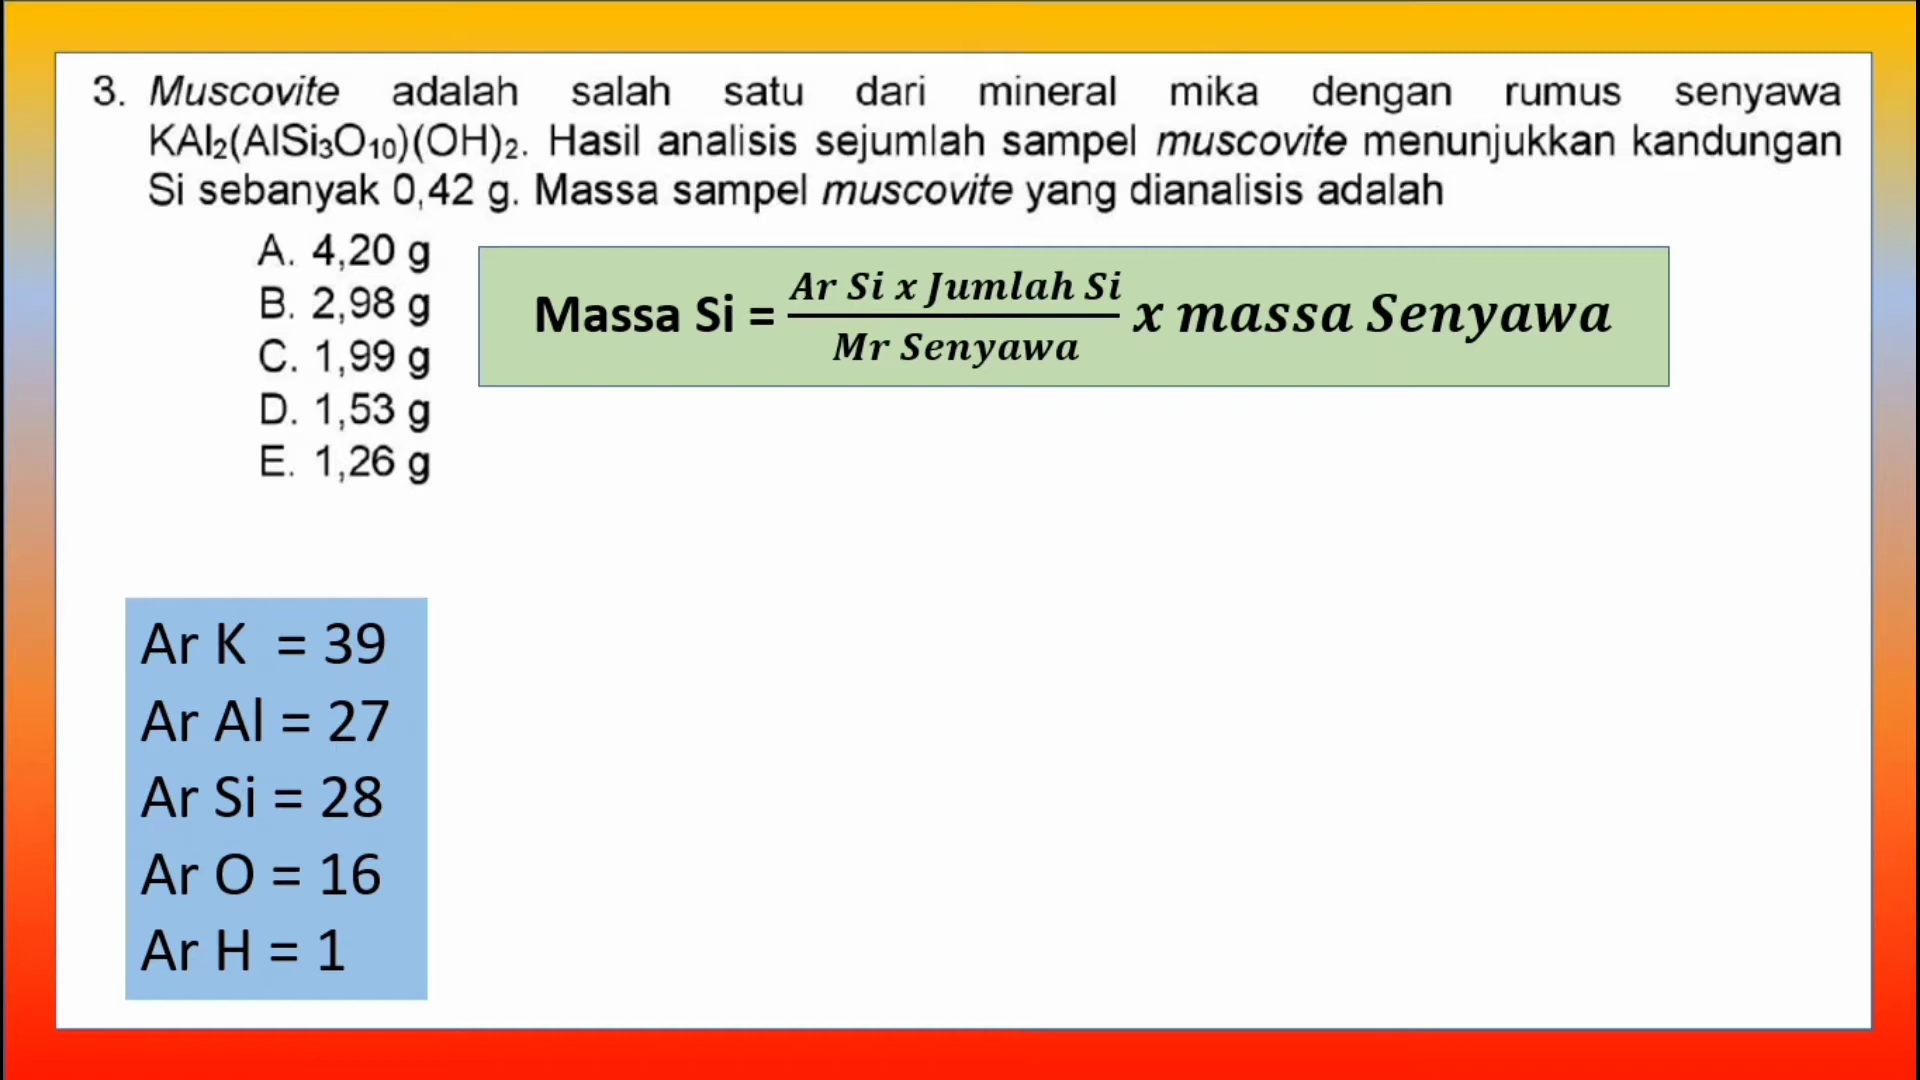 3. Muscovite adalah salah satu dari mineral mika dengan rumus senyawa
KAl₂(AlSi₃O₁₀)(OH)₂. Hasil analisis sejumlah sampel muscovite menunjukkan kandungan
Si sebanyak 0,42 g. Massa sampel muscovite yang dianalisis adalah
A. 4,20 g
B. 2,98 g
C. 1,99 g
D. 1,53 g
E. 1,26 g
Ar Si x Jumlah Si
Massa Si = x massa Senyawa
Mr Senyawa
Ar K = 39
Ar Al = 27
Ar Si = 28
Ar O = 16
Ar H = 1